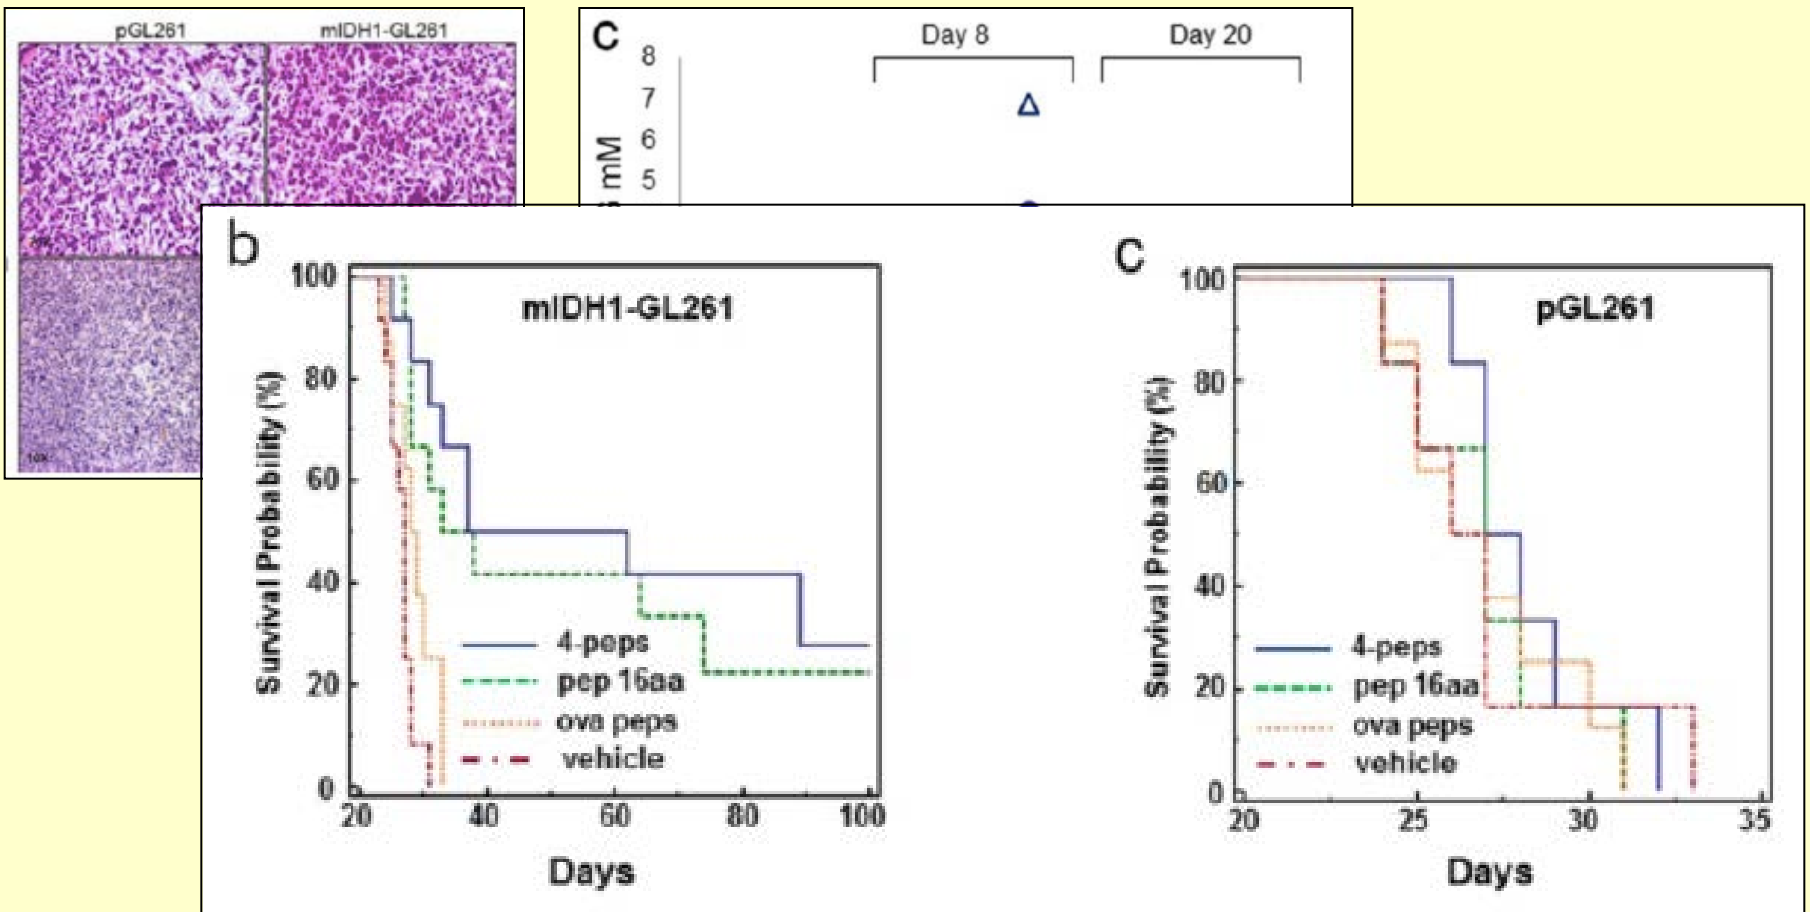 pGL261 mIDH1-GL261
10x
C
Day 8 Day 20
8
7
6
5
mM
b
mIDH1-GL261
Survival Probability (%)
100
80
60
40
20
0
4-peps
pep 16aa
ova peps
vehicle
20 40 60 80 100
Days
C
pGL261
Survival Probability (%)
100
80
60
40
20
0
4-peps
pep 16aa
ova peps
vehicle
20 25 30 35
Days